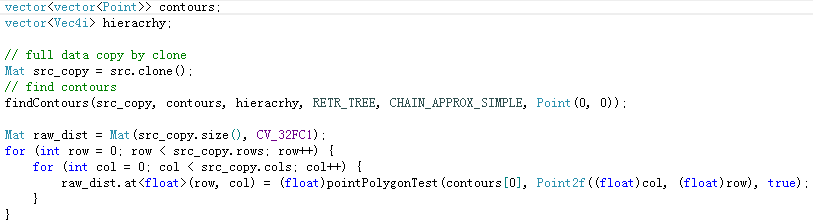 vector<vector<Point>> contours;
vector<Vec4i> hieracrhy;
// full data copy by clone
Mat src_copy = src.clone();
// find contours
findContours(src_copy, contours, hieracrhy, RETR_TREE, CHAIN_APPROX_SIMPLE, Point(0, 0));
Mat raw_dist = Mat(src_copy.size(), CV_32FC1);
for (int row = 0; row < src_copy.rows; row++) {
for (int col = 0; col < src_copy.cols; col++) {
raw_dist.at<float>(row, col) = (float)pointPolygonTest(contours[0], Point2f((float)col, (float)row), true);
}
}